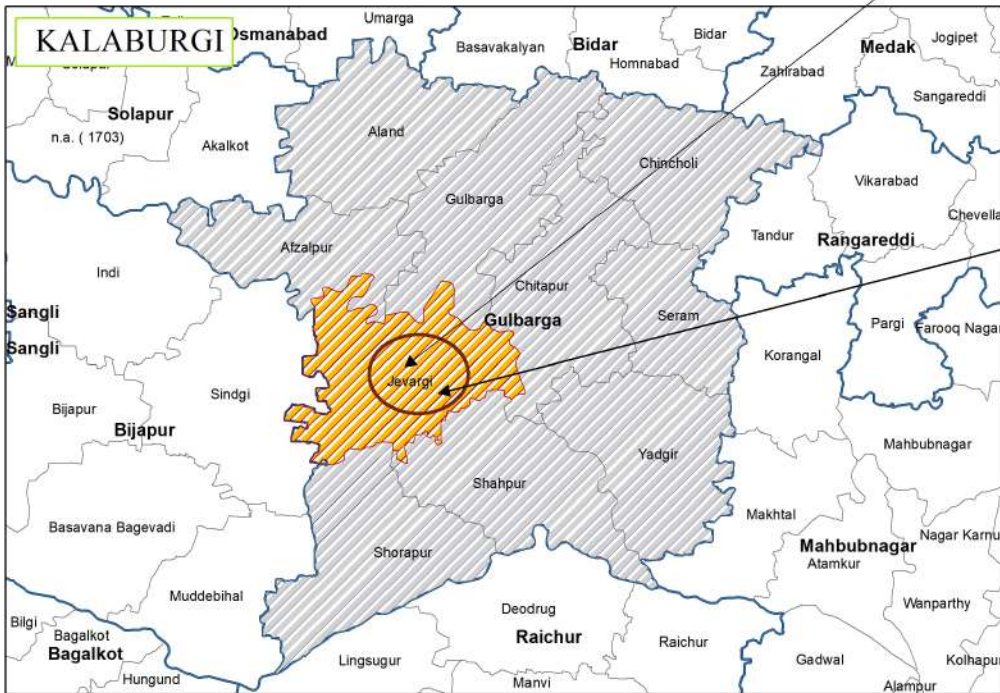 KALABURGI
Osmanabad
Umarga
Basavakalyan
Bidar
Homnabad
Bidar
Zahirabad
Medak
Jogipet
Sangareddi
Solapur
n.a. ( 1703)
Akalkot
Aland
Gulbarga
Chincholi
Vikarabad
Chevella
Tandur
Rangareddi
Afzalpur
Indi
Chitapur
Seram
Gulbarga
Sangli
Sangli
Pargi
Farooq Nagar
Korangal
Jevargi
Sindgi
Bijapur
Bijapur
Mahbubnagar
Yadgir
Shahpur
Makhtal
Basavana Bagevadi
Shorapur
Nagar Karnu
Mahbubnagar
Atamkur
Muddebihal
Wanparthy
Deodrug
Bilgi
Bagalkot
Bagalkot
Raichur
Raichur
Lingsugur
Gadwal
Kolhapu
Hungund
Manvi
Alampur